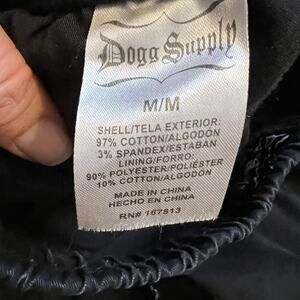 Dogg Supply
M/M
SHELL/TELA EXTERIOR:
97% COTTON/ALGODÓN
3% SPANDEX/ESTABAN
LINING/FORRO:
90% POLYESTER/POLIÉSTER
10% COTTON/ALGODÓN
MADE IN CHINA
HECHO EN CHINA
RN# 167813